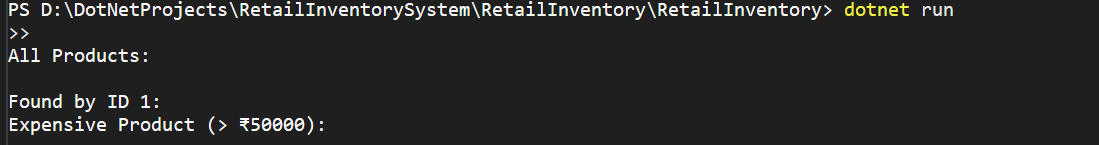 PS D:\DotNetProjects\RetailInventorySystem\RetailInventory\RetailInventory> dotnet run
>>
All Products:
Found by ID 1:
Expensive Product (> ₹50000):